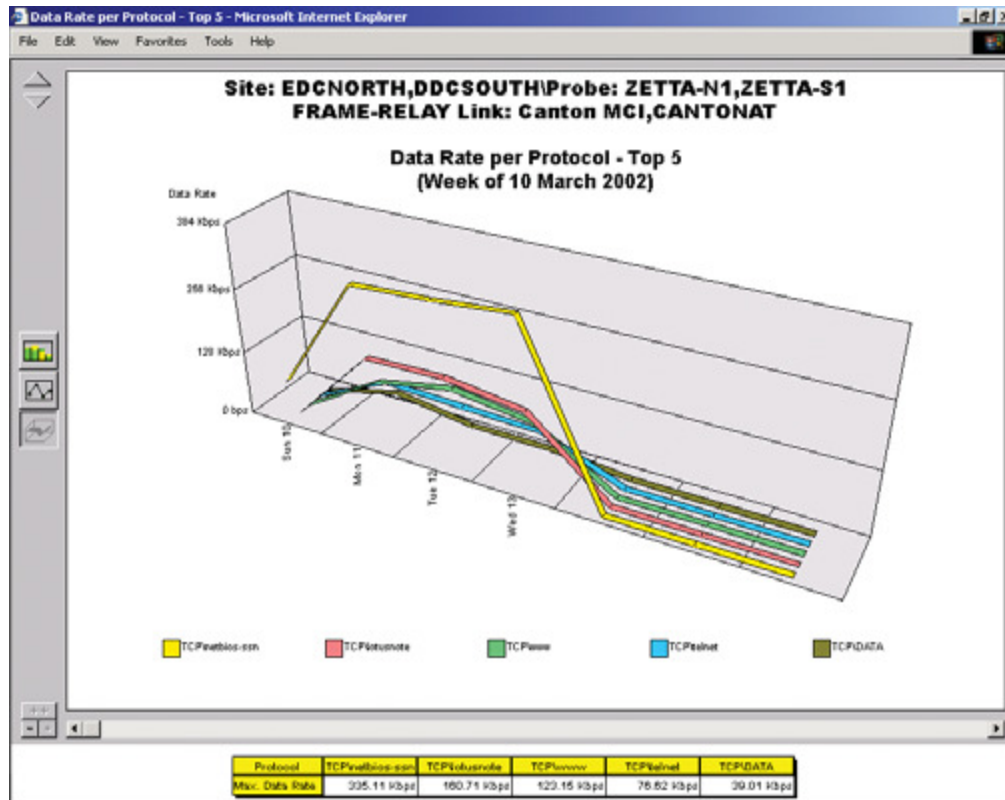 Data Rate per Protocol - Top 5 - Microsoft Internet Explorer
File Edit View Favorites Tools Help
Site: EDCNORTH,DDCSOUTH\Probe: ZETTA-N1,ZETTA-S1
FRAME-RELAY Link: Canton MCI,CANTONAT
Data Rate per Protocol - Top 5
(Week of 10 March 2002)
Data Rate
384 Kbps
Kbps
128 Kbps
0 bps
Sun 10
Mon 11
Tue 12
Wed 13
TCP\netbios-ssn TCP\lotusnote TCP\www TCP\telnet TCP\DATA
Protocol TCP\netbios-ssn TCP\lotusnote TCP\www TCP\telnet TCP\DATA
Max. Data Rate 335.11 Kbps 160.71 Kbps 123.15 Kbps Kbps 39.01 Kbps